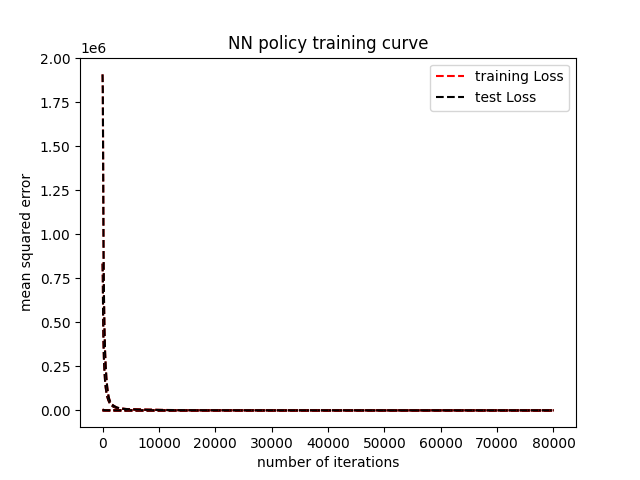 NN policy training curve
1e6
training Loss
test Loss
2.00
1.75
1.50
1.25
1.00
0.75
0.50
0.25
0.00
mean squared error
0 10000 20000 30000 40000 50000 60000 70000 80000
number of iterations